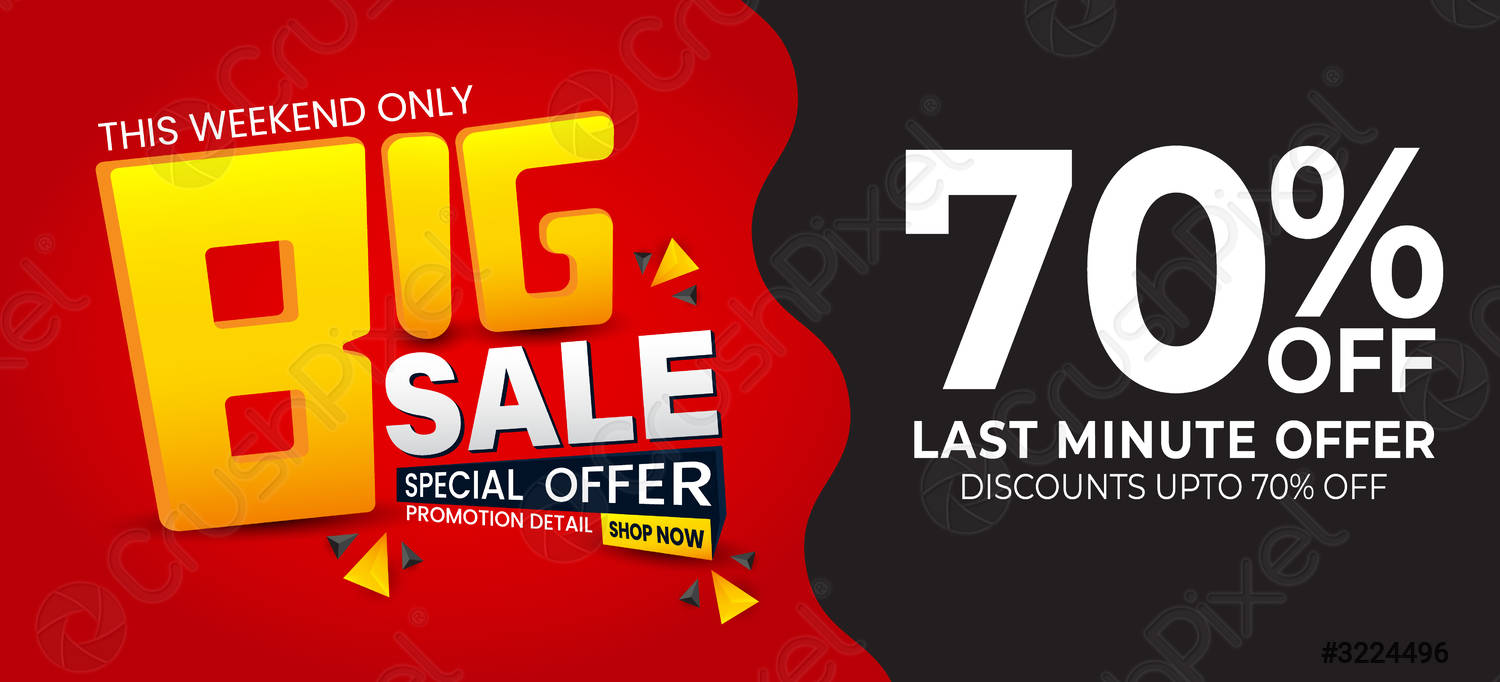 THIS WEEKEND ONLY
BIG
SALE
SPECIAL OFFER
PROMOTION DETAIL
SHOP NOW
70%
OFF
LAST MINUTE OFFER
DISCOUNTS UPTO 70% OFF
crushpixel
#3224496